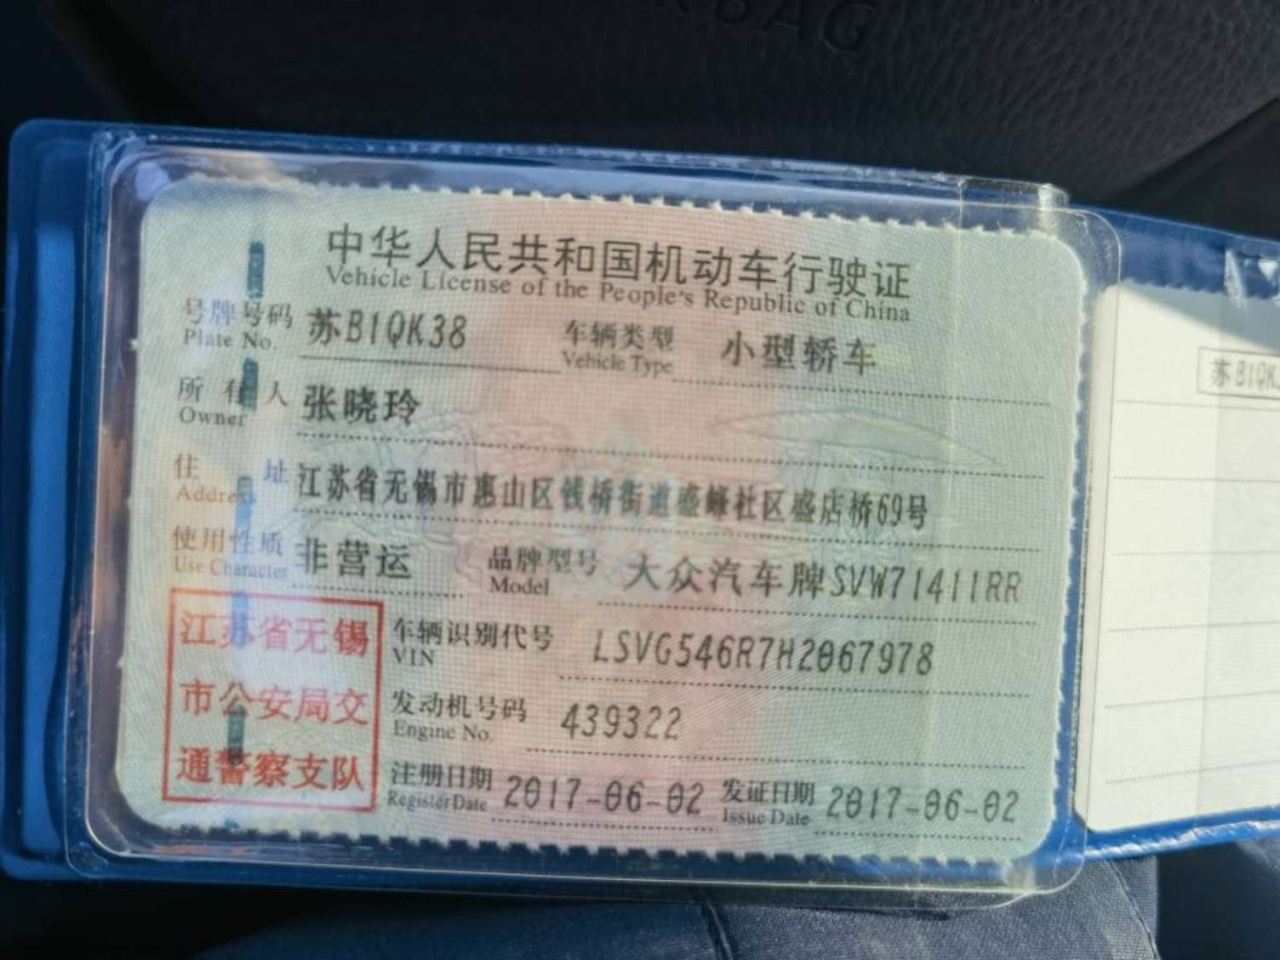 BAG
中华人民共和国机动车行驶证
Vehicle License of the People's Republic of China
号牌号码 苏B1QK38 车辆类型 小型轿车
Plate No. Vehicle Type
所有人 张晓玲
Owner
住址 江苏省无锡市惠山区钱桥街道盛峰社区盛店桥69号
Address
使用性质 非营运 品牌型号 大众汽车牌SVW71411RR
Use Character Model
江苏省无锡
市公安局交
通警察支队
车辆识别代号 LSVG546R7H2067978
VIN
发动机号码 439322
Engine No.
注册日期 2017-06-02 发证日期 2017-06-02
Register Date Issue Date
苏B1QK